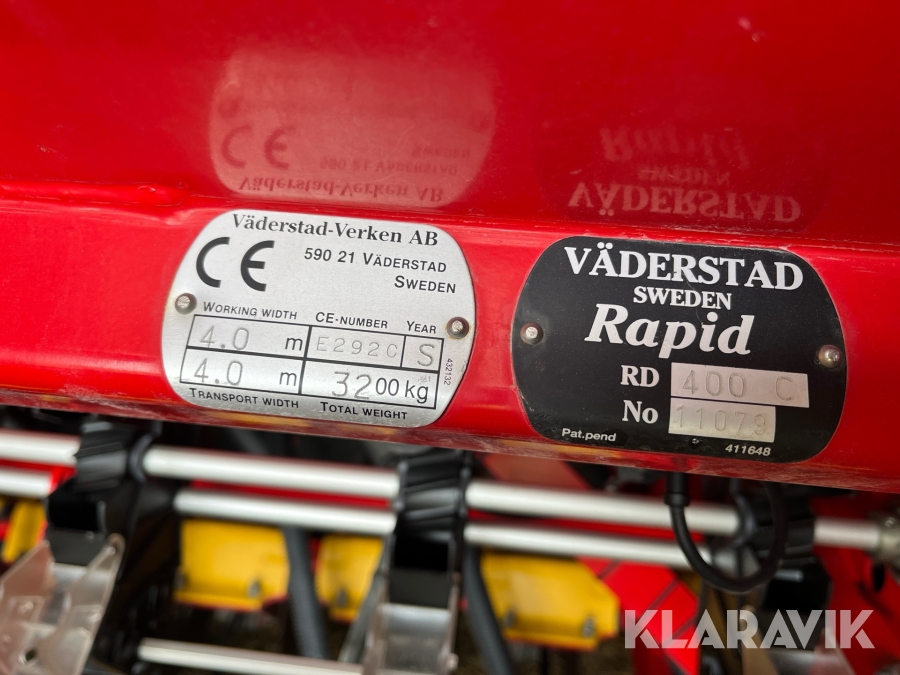 Väderstad-Verken AB
CE
590 21 VÄDERSTAD
SWEDEN
WORKING WIDTH CE-NUMBER YEAR
4.0 m E292C S
4.0 m 3200 kg
TRANSPORT WIDTH TOTAL WEIGHT
432132
VÄDERSTAD
SWEDEN
Rapid
RD 400 C
No 11079
Pat.pend
411648
KLARAVIK